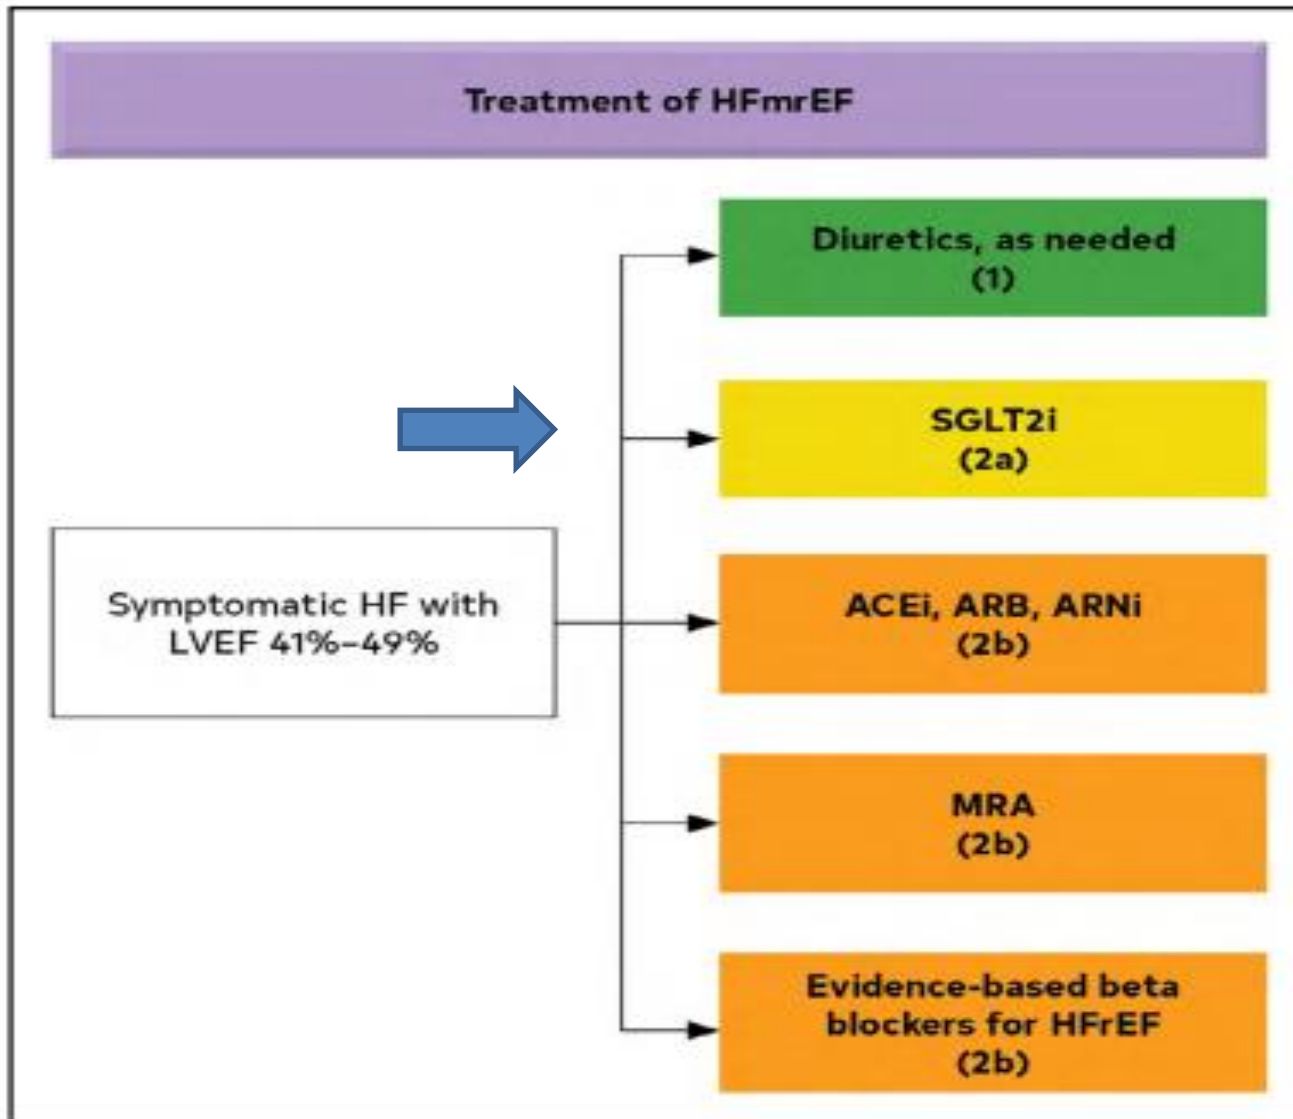 Treatment of HFmrEF
Diuretics, as needed
(1)
SGLT2i
(2a)
Symptomatic HF with
LVEF 41%–49%
ACEi, ARB, ARNi
(2b)
MRA
(2b)
Evidence-based beta
blockers for HFrEF
(2b)